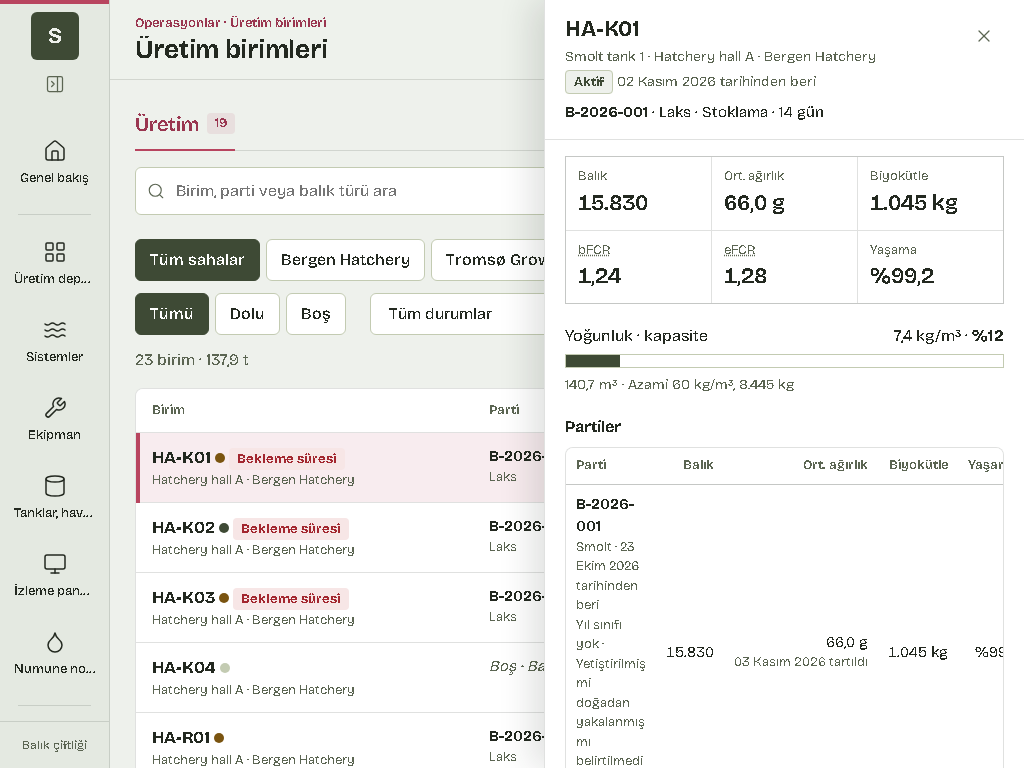 S
Genel bakış
Üretim dep...
Sistemler
Ekipman
Tanklar, hav...
İzleme pan...
Numune no...
Balık çiftliği
Operasyonlar · Üretim birimleri
Üretim birimleri
Üretim 19
Birim, parti veya balık türü ara
Tüm sahalar Bergen Hatchery Tromsø Grow
Tümü Dolu Boş Tüm durumlar
23 birim · 137,9 t
Birim Parti
HA-K01 Bekleme süresi B-2026-
Hatchery hall A · Bergen Hatchery Laks
HA-K02 Bekleme süresi B-2026-
Hatchery hall A · Bergen Hatchery Laks
HA-K03 Bekleme süresi B-2026-
Hatchery hall A · Bergen Hatchery Laks
HA-K04 Boş · Ba
Hatchery hall A · Bergen Hatchery
HA-R01 B-2026-
Hatchery hall A · Bergen Hatchery Laks
HA-K01
Smolt tank 1 · Hatchery hall A · Bergen Hatchery
Aktif 02 Kasım 2026 tarihinden beri
B-2026-001 · Laks · Stoklama · 14 gün
Balık Ort. ağırlık Biyokütle
15.830 66,0 g 1.045 kg
bFCR eFCR Yaşama
1,24 1,28 %99,2
Yoğunluk · kapasite 7,4 kg/m³ · %12
140,7 m³ · Azami 60 kg/m³, 8.445 kg
Partiler
Parti Balık Ort. ağırlık Biyokütle Yaşar
B-2026-
001
Smolt · 23
Ekim 2026
tarihinden
beri
Yıl sınıfı
yok ·
Yetiştirilmiş
mi
doğadan
yakalanmış
mı
belirtilmedi
15.830 66,0 g 1.045 kg %99
03 Kasım 2026 tartıldı